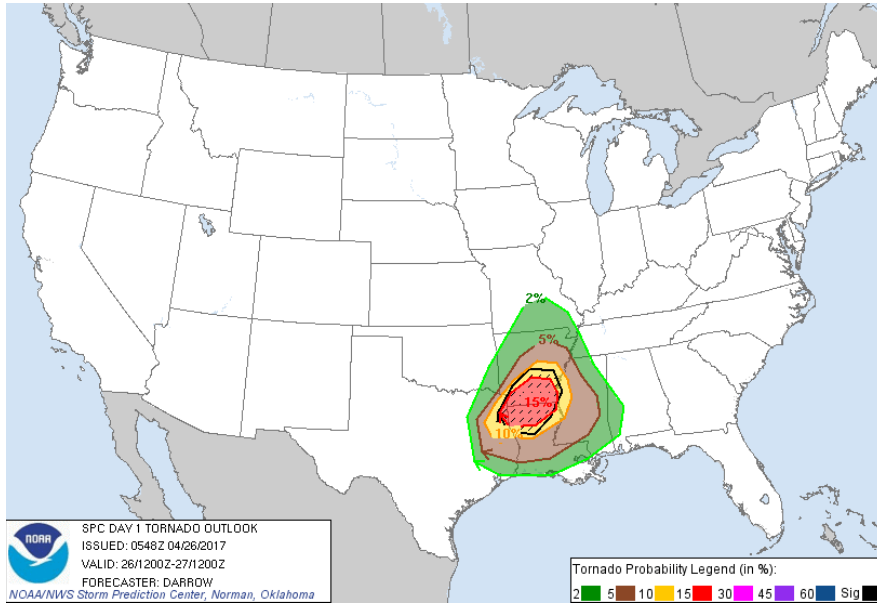 2%
5%
15%
10%
SPC DAY 1 TORNADO OUTLOOK
ISSUED: 0548Z 04/26/2017
VALID: 26/1200Z-27/1200Z
FORECASTER: DARROW
NOAA
NOAA/NWS Storm Prediction Center, Norman, Oklahoma
Tornado Probability Legend (in %):
2 5 10 15 30 45 60 Sig